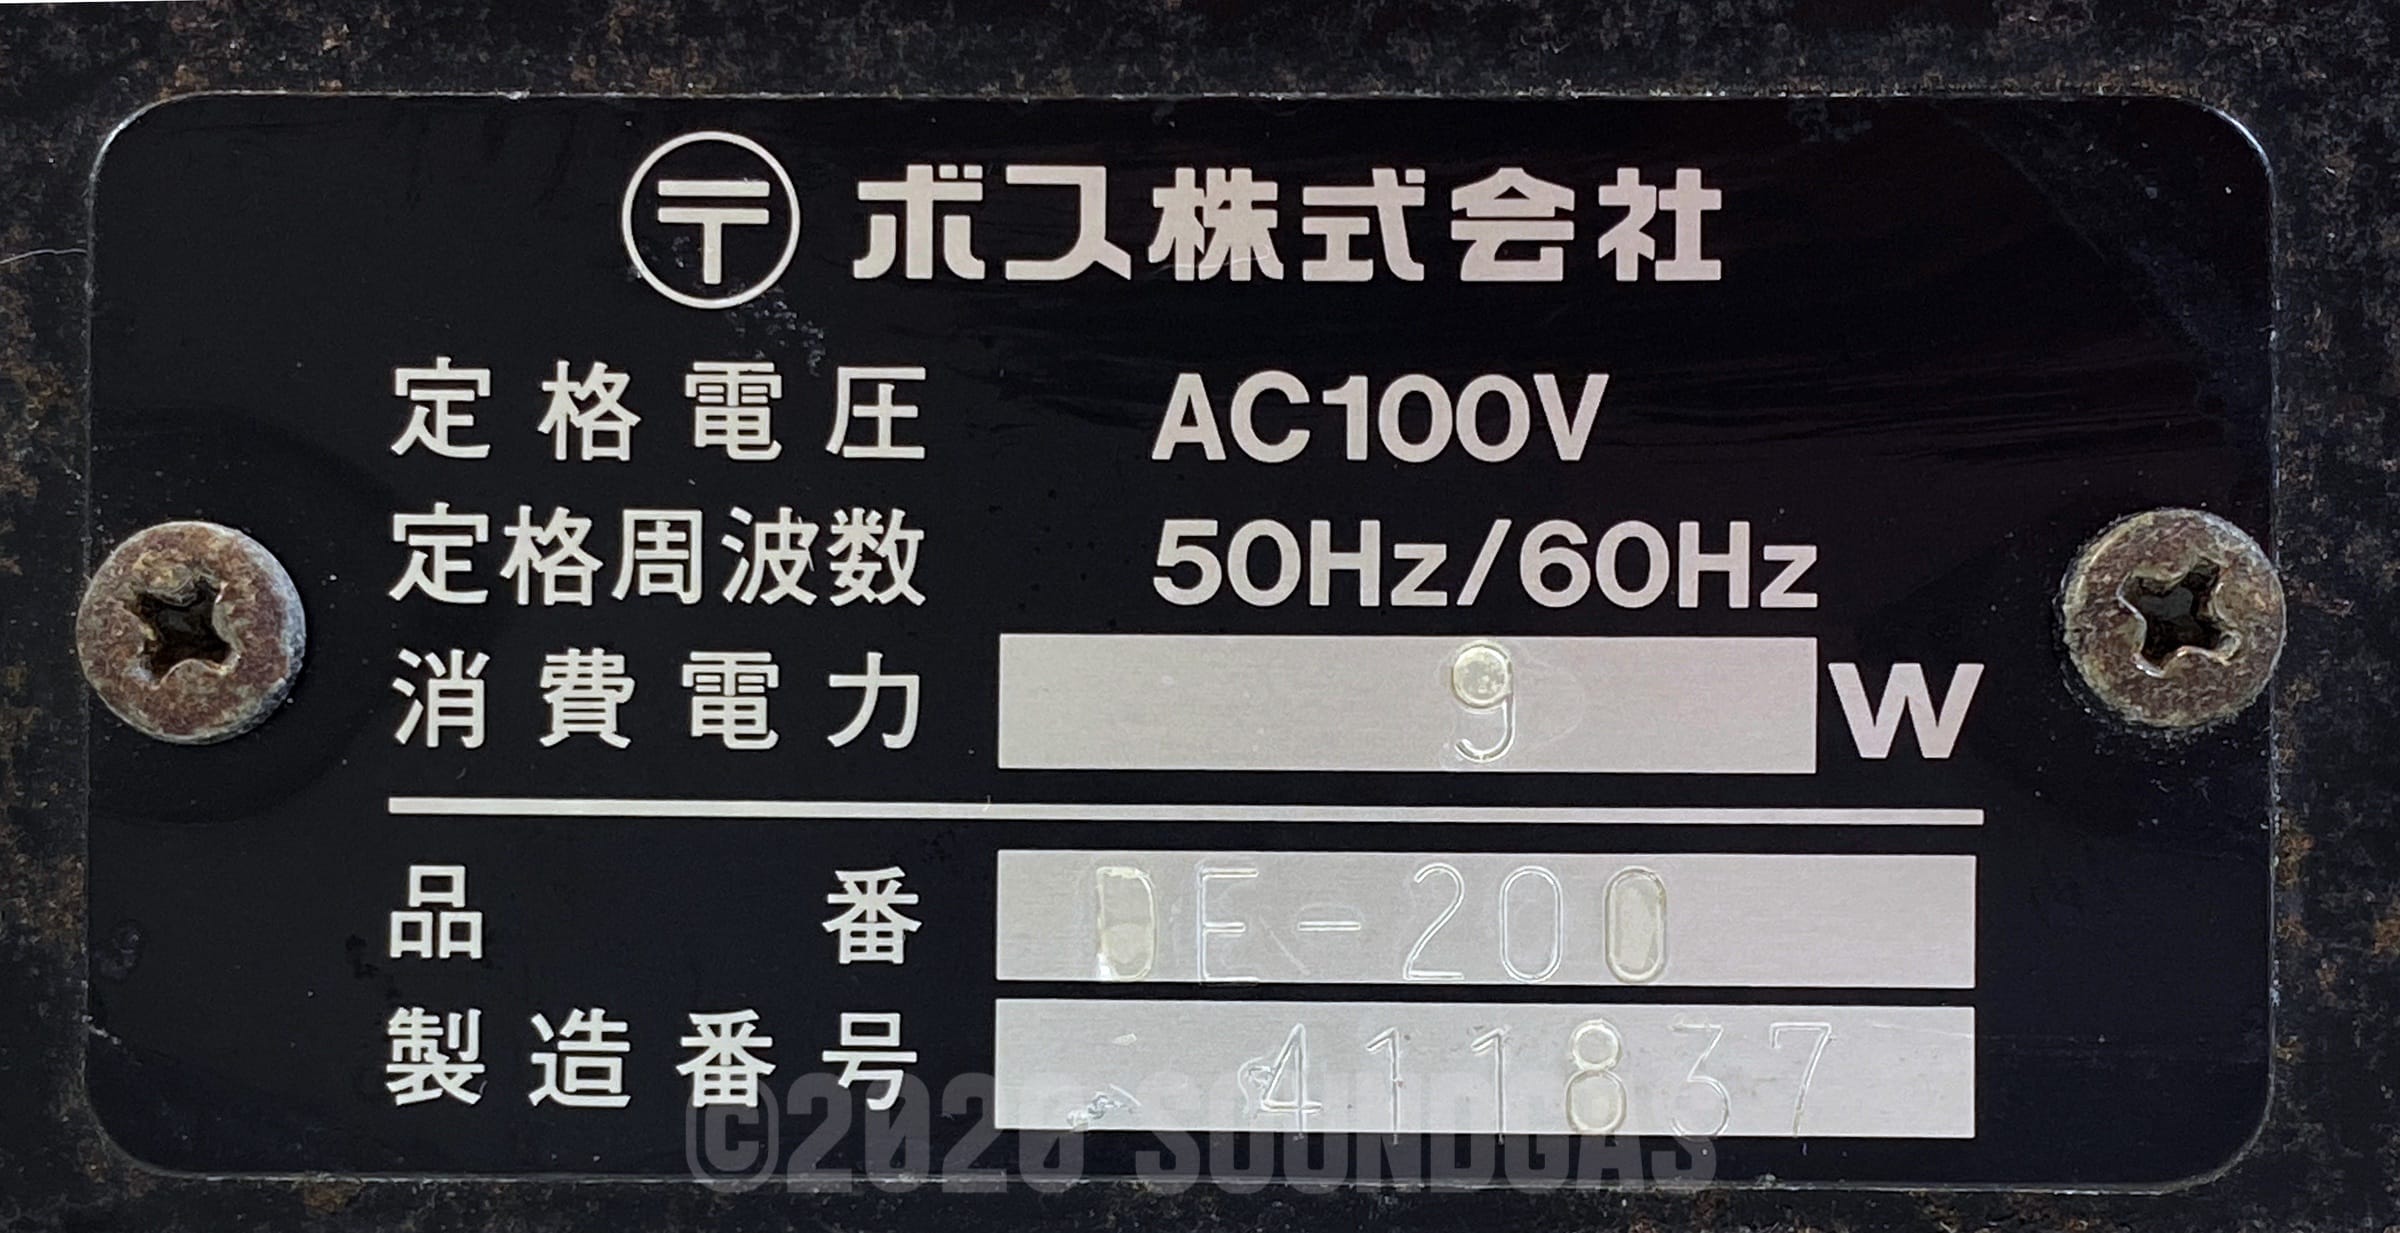 〒 ボス株式会社
定格電圧 AC100V
定格周波数 50Hz/60Hz
消費電力 9 W
品番 DE-200
製造番号 411837
©2020 SOUNDGAS